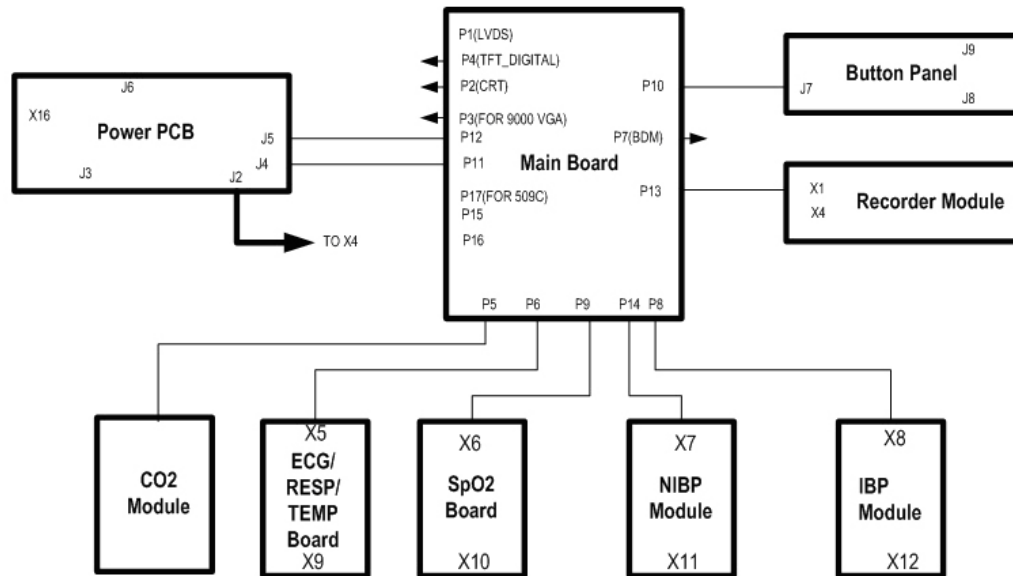 P1(LVDS)
P4(TFT_DIGITAL)
P2(CRT)
P3(FOR 9000 VGA)
P12
P11
P17(FOR 509C)
P15
P16
Main Board
P10
P7(BDM)
P13
P5
P6
P9
P14
P8
J6
X16
Power PCB
J5
J4
J3
J2
TO X4
J9
Button Panel
J7
J8
X1
Recorder Module
X4
CO2
Module
X5
ECG/
RESP/
TEMP
Board
X9
X6
SpO2
Board
X10
X7
NIBP
Module
X11
X8
IBP
Module
X12